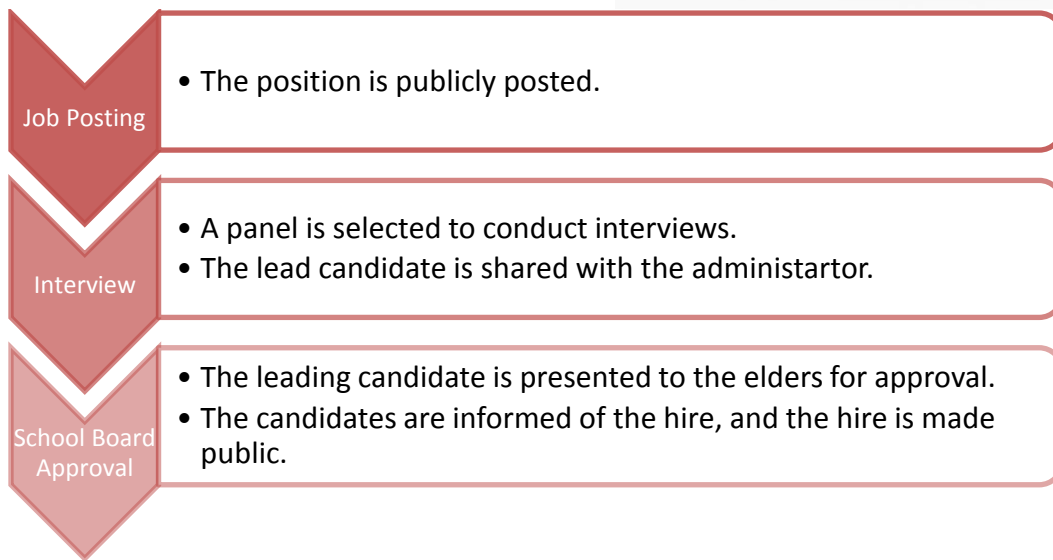 Job Posting
• The position is publicly posted.
Interview
• A panel is selected to conduct interviews.
• The lead candidate is shared with the administartor.
School Board
Approval
• The leading candidate is presented to the elders for approval.
• The candidates are informed of the hire, and the hire is made
public.